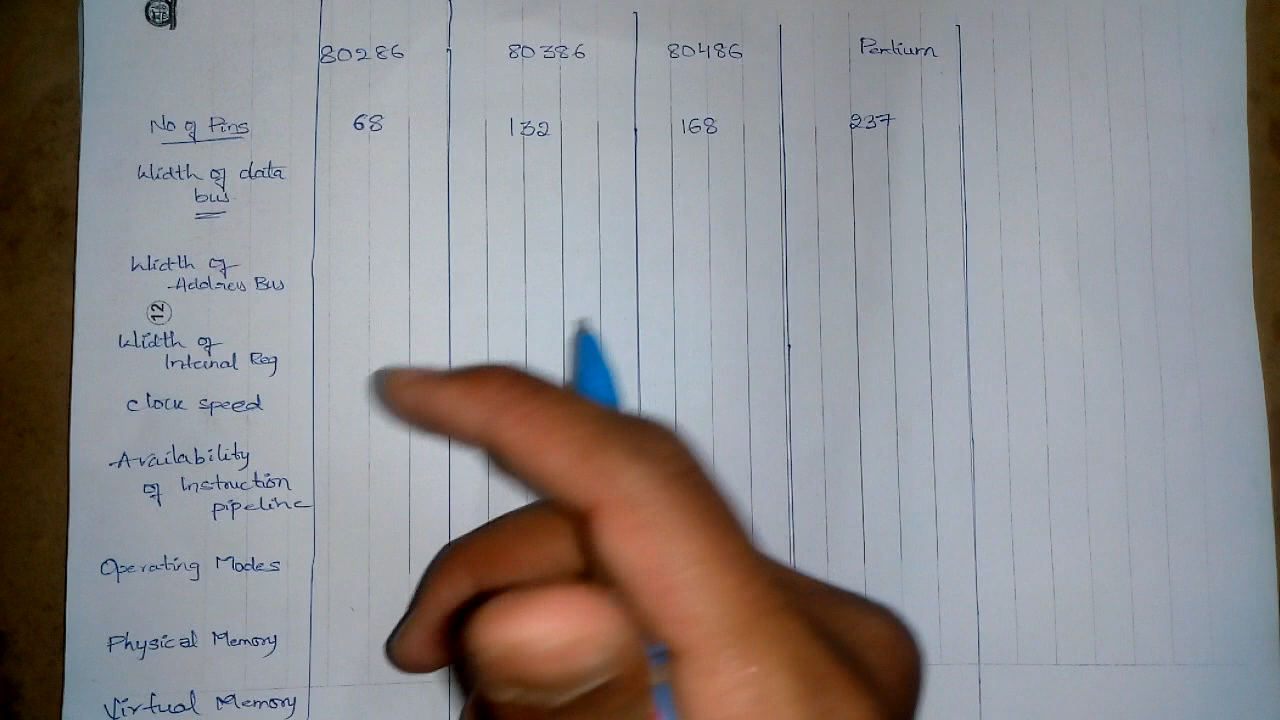 80286 80386 80486 Pentium
No of Pins 68 132 168 237
Width of data
bus
Width of
Address Bus
12
Width of
Internal Reg
Clock speed
Availability
of Instruction
pipeline
Operating Modes
Physical Memory
Virtual Memory